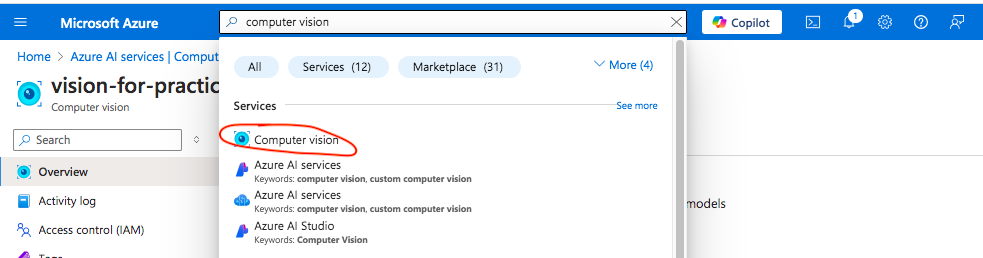 Microsoft Azure
computer vision
Copilot
1
Home > Azure AI services | Comput
vision-for-practic
Computer vision
Search
Overview
Activity log
Access control (IAM)
Tags
All
Services (12)
Marketplace (31)
More (4)
Services
See more
Computer vision
Azure AI services
Keywords: computer vision, custom computer vision
Azure AI services
Keywords: computer vision, custom computer vision
Azure AI Studio
Keywords: Computer Vision
models